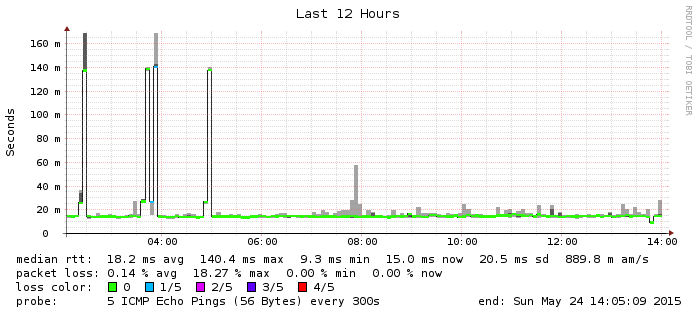 Last 12 Hours
RRDTOOL / TOBI OETIKER
Seconds
160 m
140 m
120 m
100 m
80 m
60 m
40 m
20 m
0
04:00 06:00 08:00 10:00 12:00 14:00
median rtt: 18.2 ms avg 140.4 ms max 9.3 ms min 15.0 ms now 20.5 ms sd 889.8 m am/s
packet loss: 0.14 % avg 18.27 % max 0.00 % min 0.00 % now
loss color: 0 1/5 2/5 3/5 4/5
probe: 5 ICMP Echo Pings (56 Bytes) every 300s end: Sun May 24 14:05:09 2015